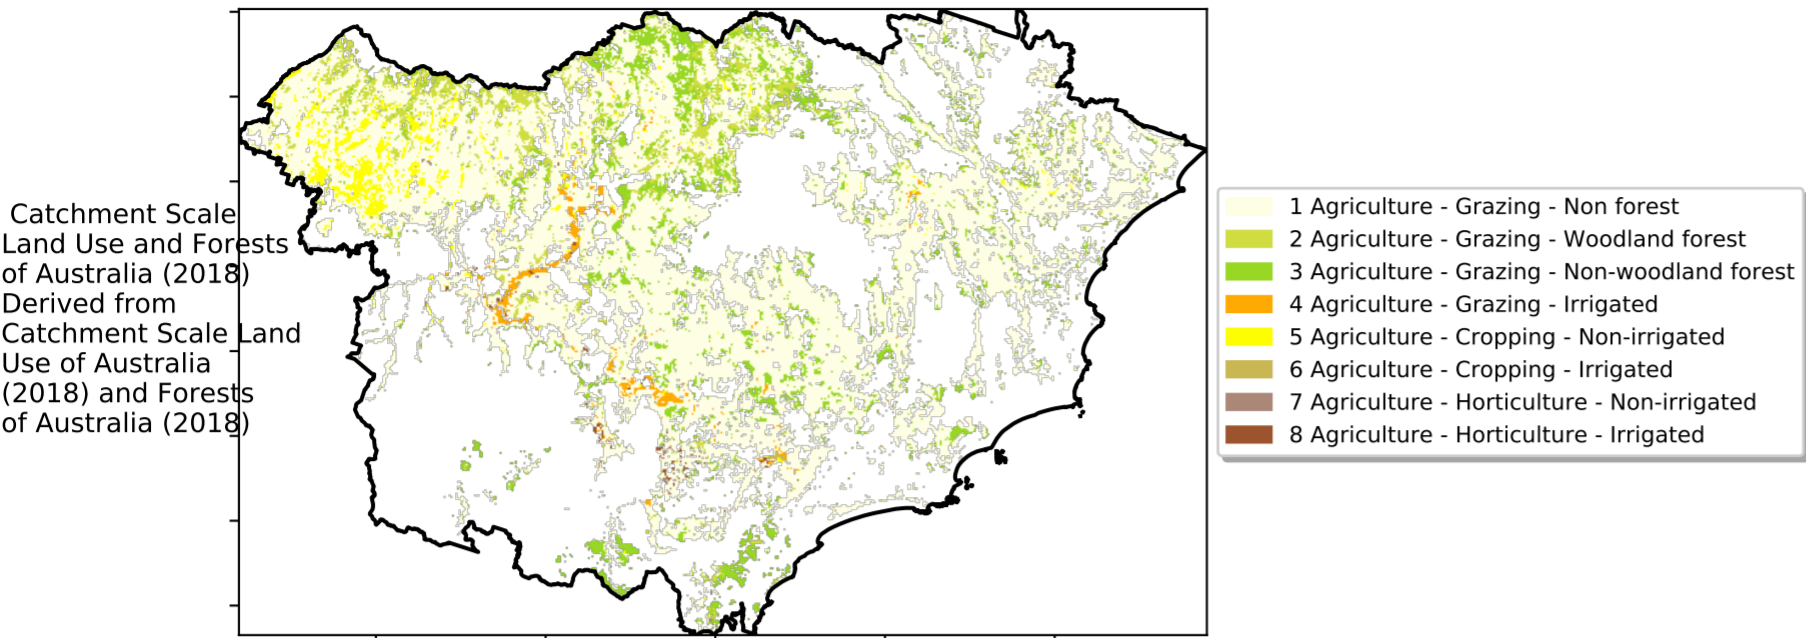 Catchment Scale
Land Use and Forests
of Australia (2018)
Derived from
Catchment Scale Land
Use of Australia
(2018) and Forests
of Australia (2018)
1 Agriculture - Grazing - Non forest
2 Agriculture - Grazing - Woodland forest
3 Agriculture - Grazing - Non-woodland forest
4 Agriculture - Grazing - Irrigated
5 Agriculture - Cropping - Non-irrigated
6 Agriculture - Cropping - Irrigated
7 Agriculture - Horticulture - Non-irrigated
8 Agriculture - Horticulture - Irrigated